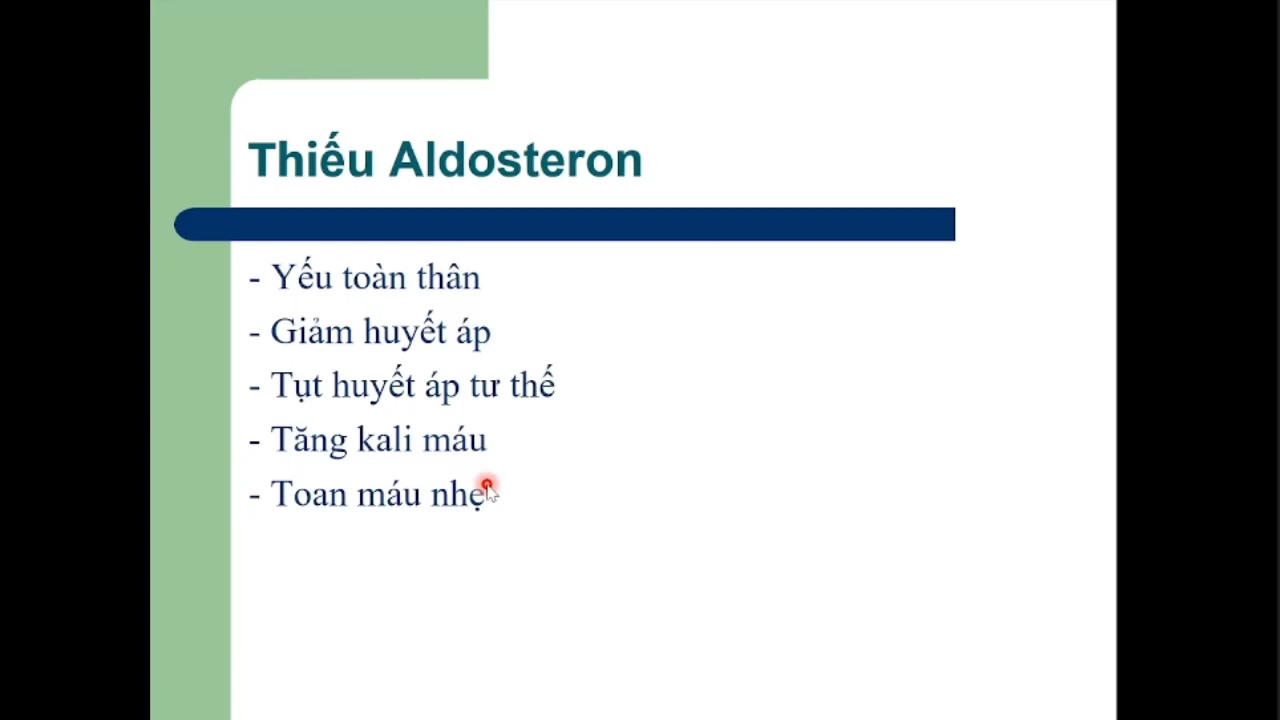 Thiếu Aldosteron
- Yếu toàn thân
- Giảm huyết áp
- Tụt huyết áp tư thế
- Tăng kali máu
- Toan máu nhẹ